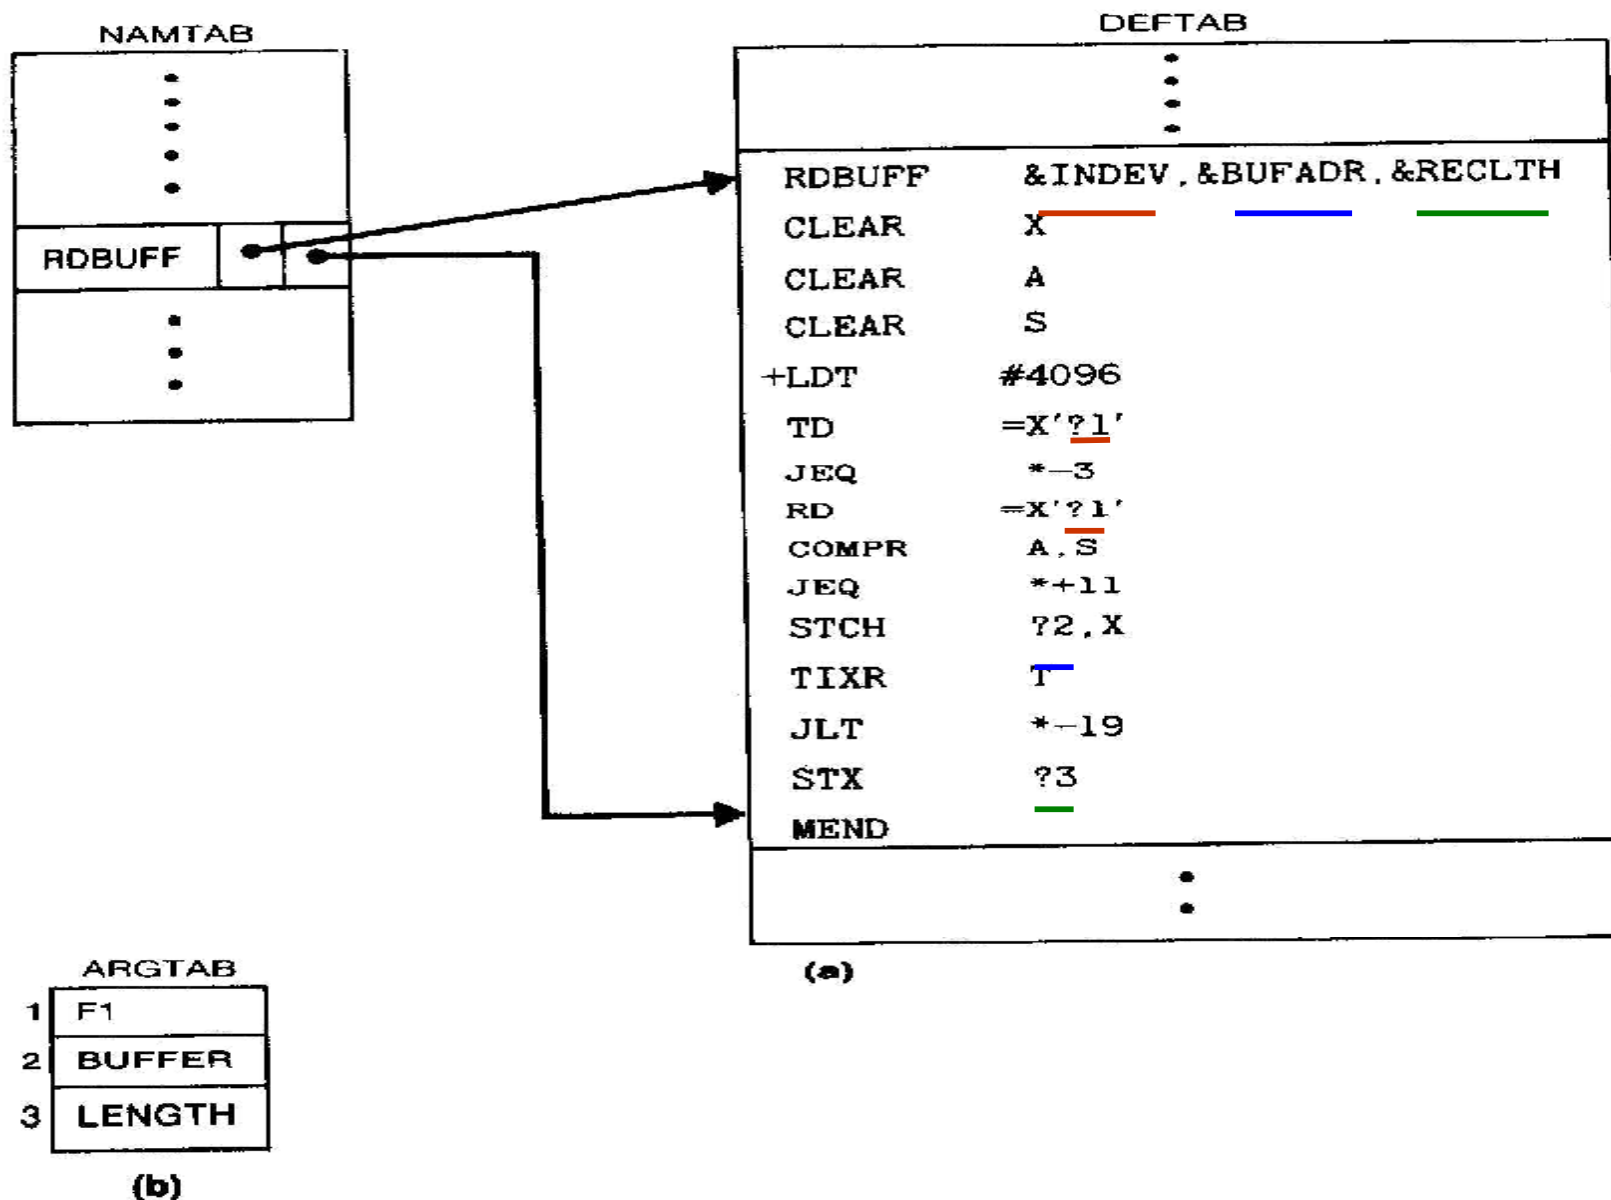 NAMTAB
RDBUFF
DEFTAB
RDBUFF &INDEV,&BUFADR,&RECLTH
CLEAR X
CLEAR A
CLEAR S
+LDT #4096
TD =X'?1'
JEQ *-3
RD =X'?1'
COMPR A,S
JEQ *+11
STCH ?2,X
TIXR T
JLT *-19
STX ?3
MEND
(a)
ARGTAB
1 F1
2 BUFFER
3 LENGTH
(b)